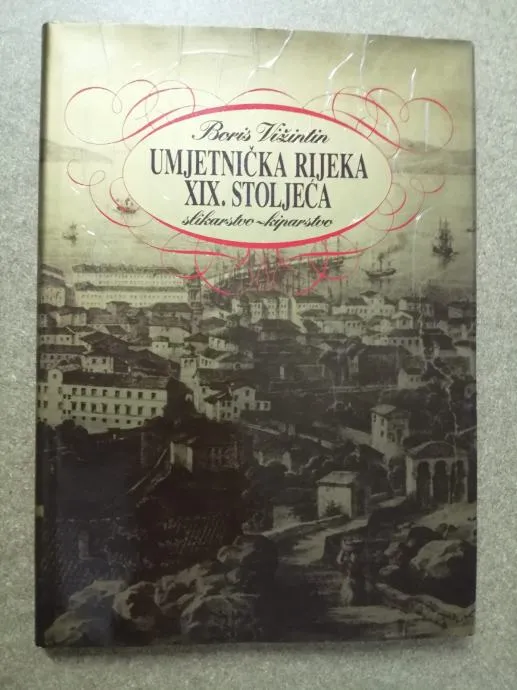 Boris Vižintin
UMJETNIČKA RIJEKA
XIX. STOLJEĆA
slikarstvo~kiparstvo